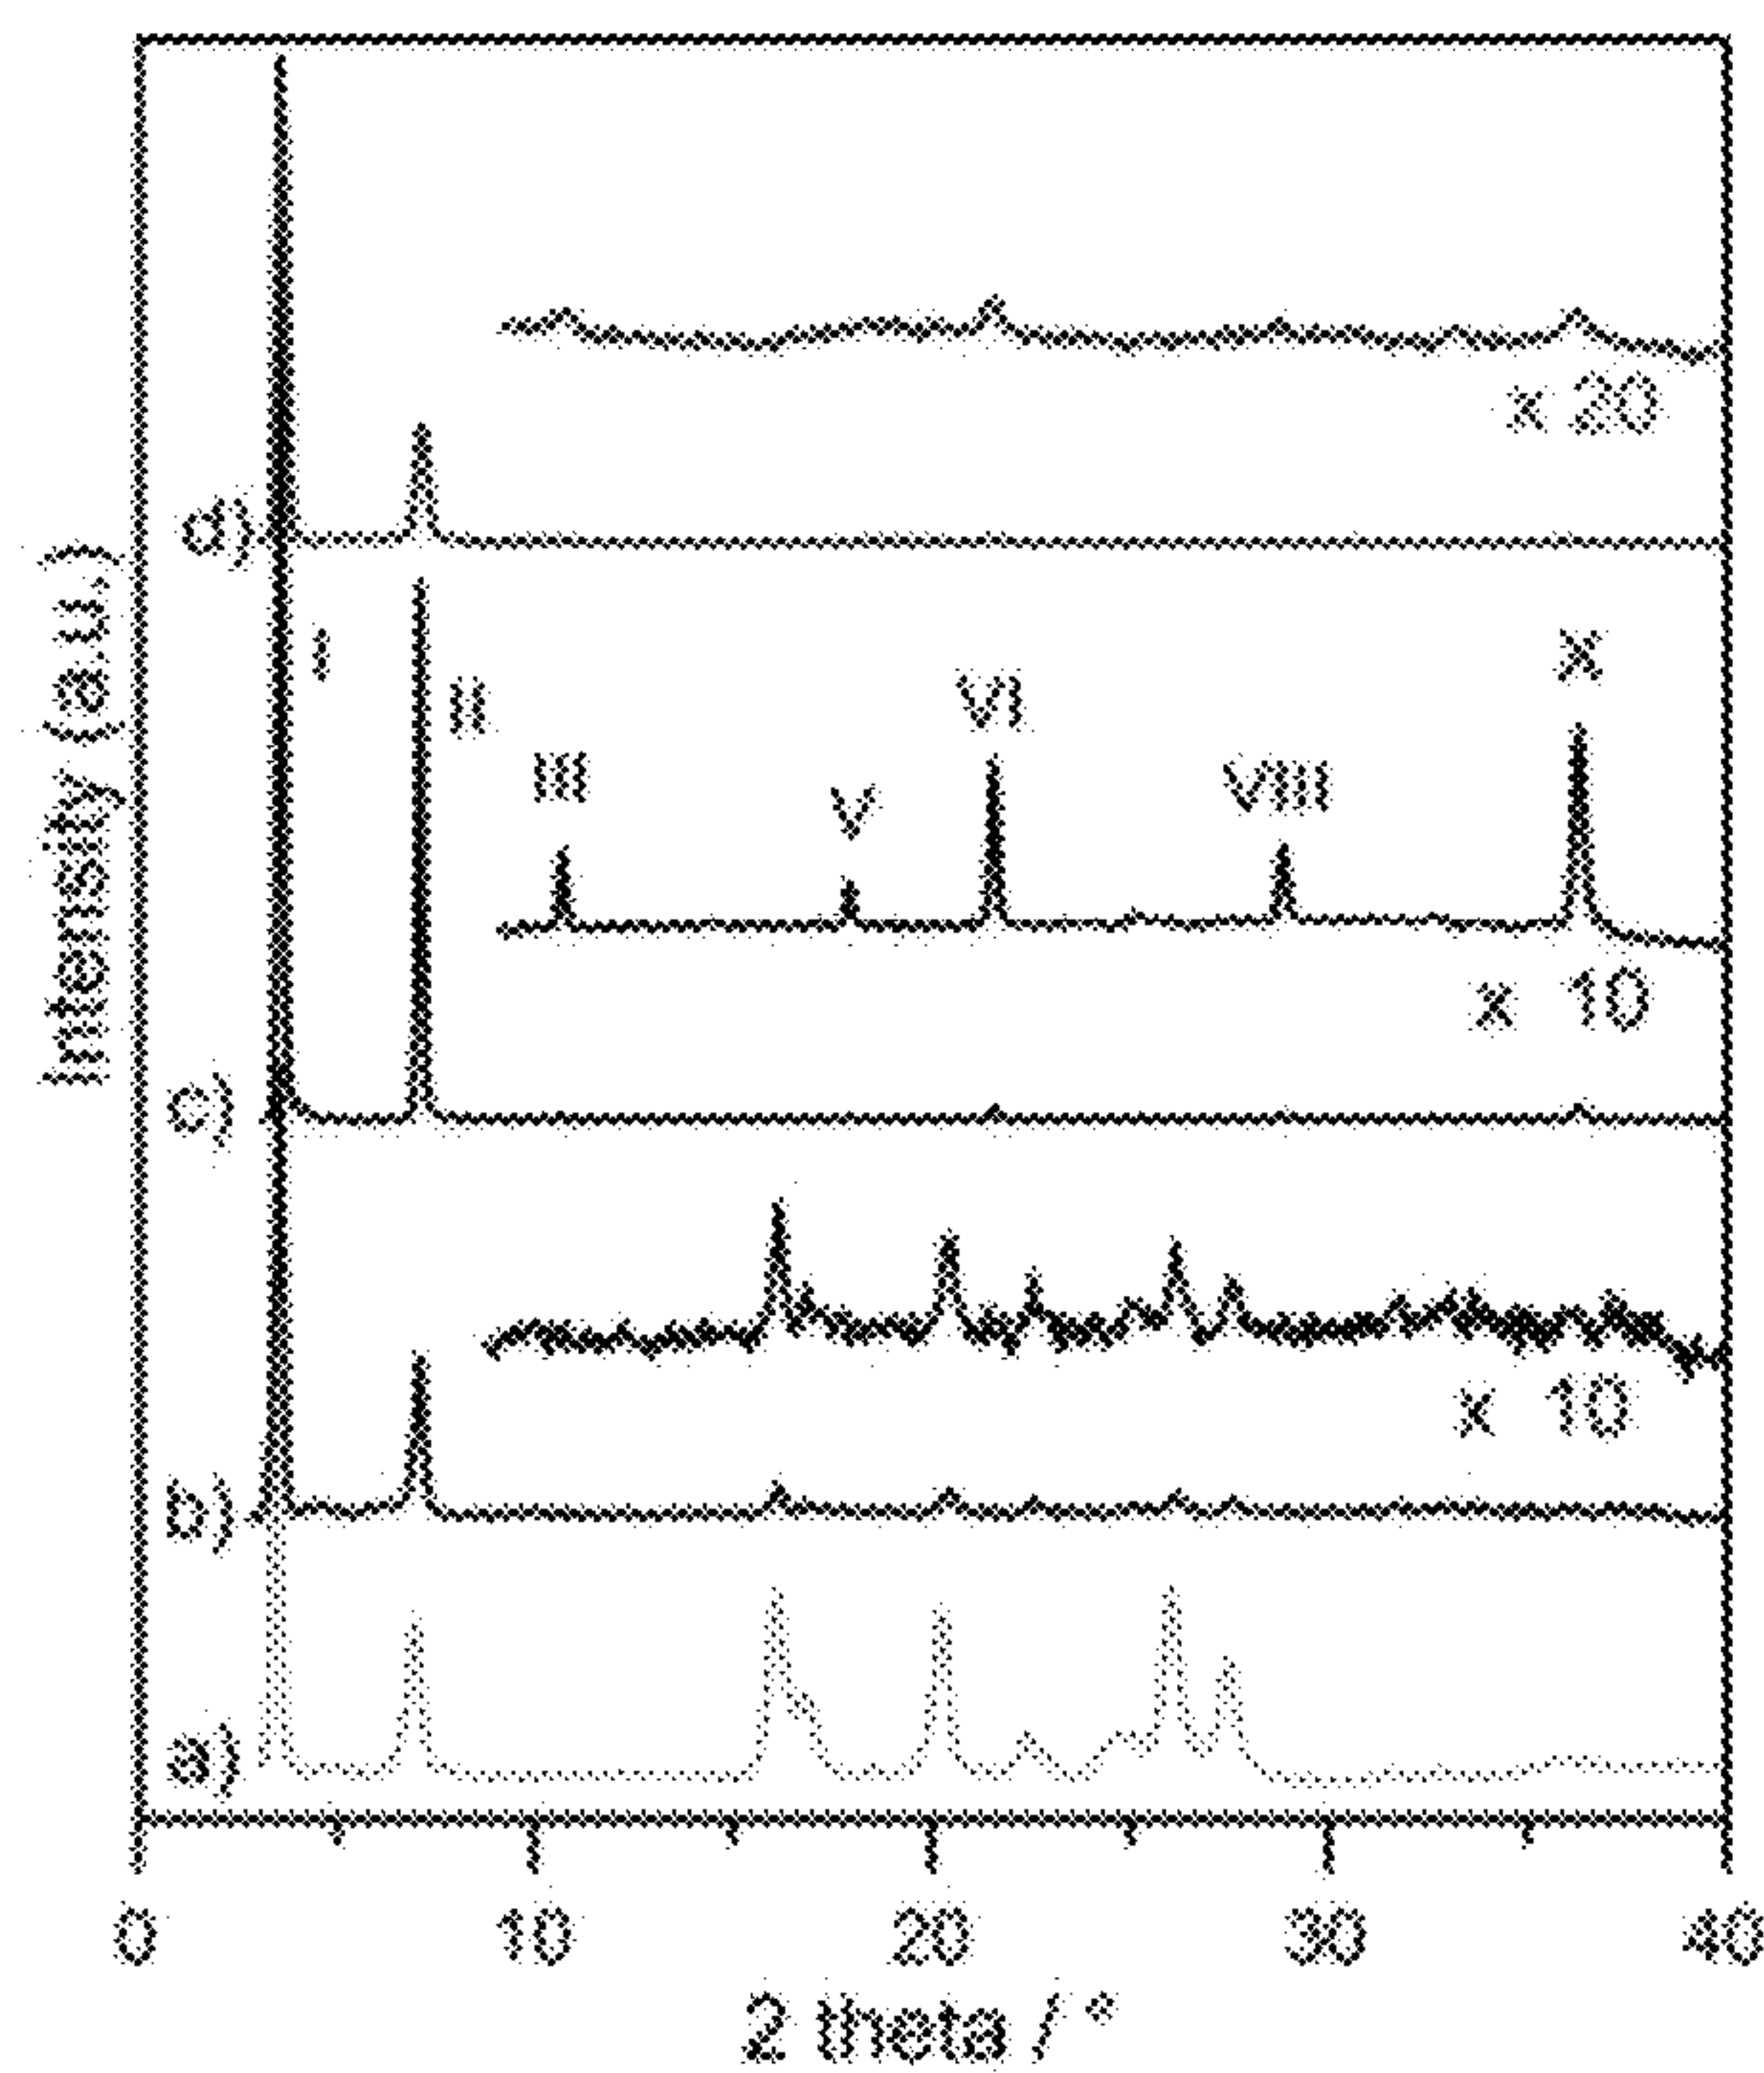 x 20
d)
I
II
III
V
VI
VIII
X
x 10
c)
x 10
b)
a)
Intensity (a.u.)
0 10 20 30 40
2 theta / °